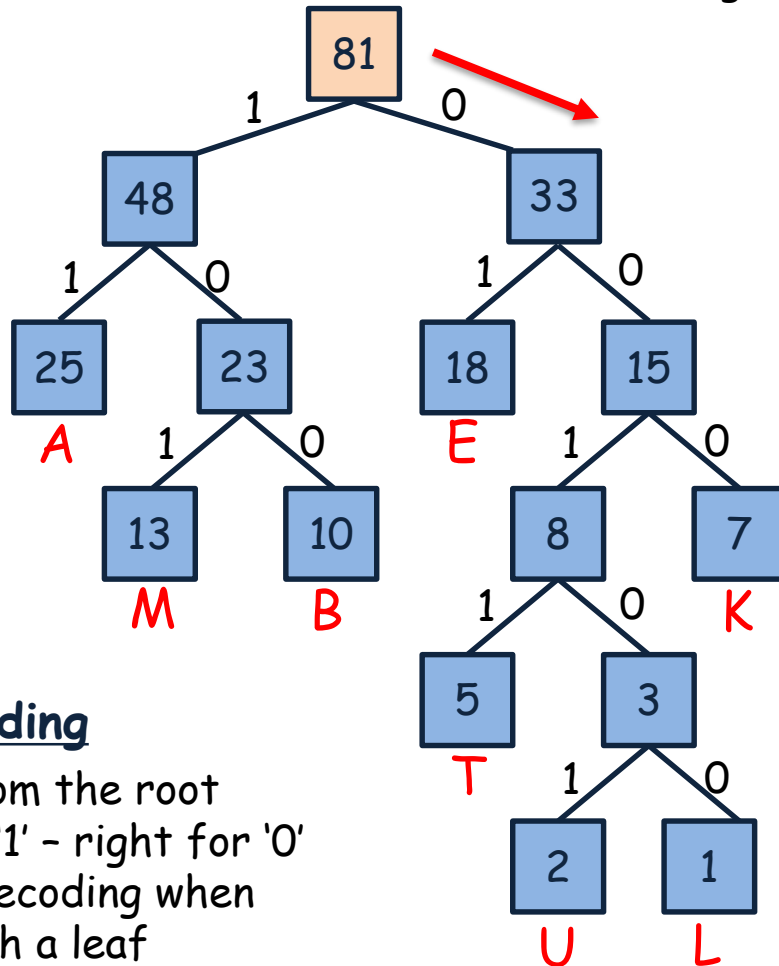 81
1 0
48 33
1 0 1 0
25 23 18 15
A E
1 0 1 0
13 10 8 7
M B K
1 0
5 3
T
1 0
2 1
U L
ding
om the root
1' – right for '0'
ecoding when
h a leaf